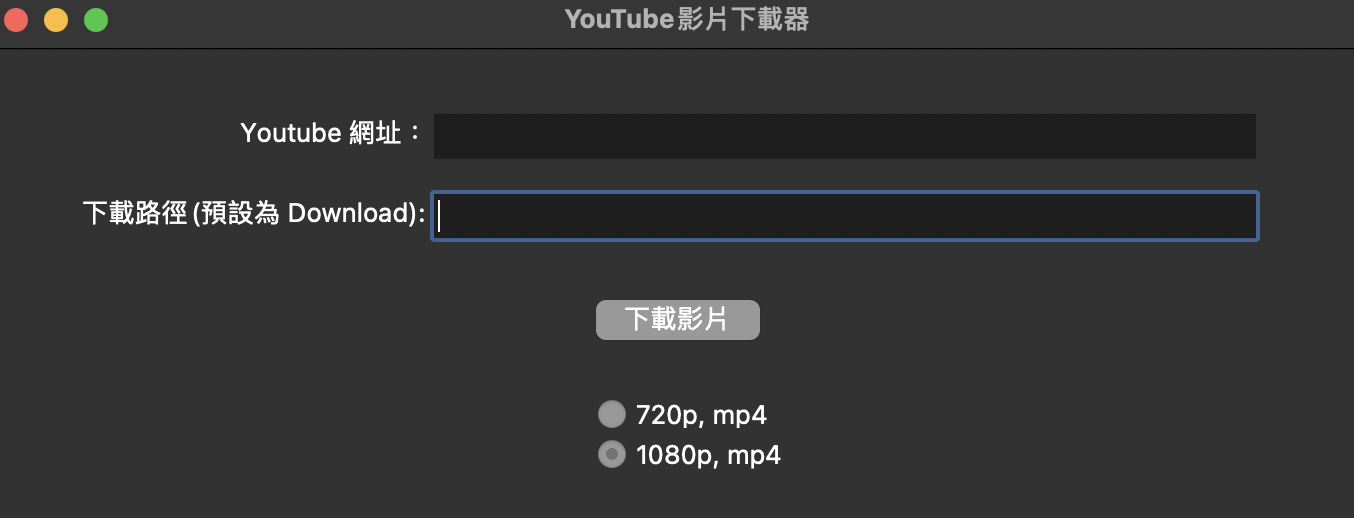 YouTube影片下載器
Youtube 網址：
下載路徑(預設為 Download):
下載影片
720p, mp4
1080p, mp4